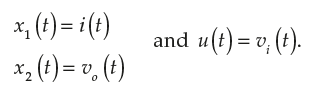 x₁(t) = i(t)
x₂(t) = vₒ(t)
and u(t) = vᵢ(t).